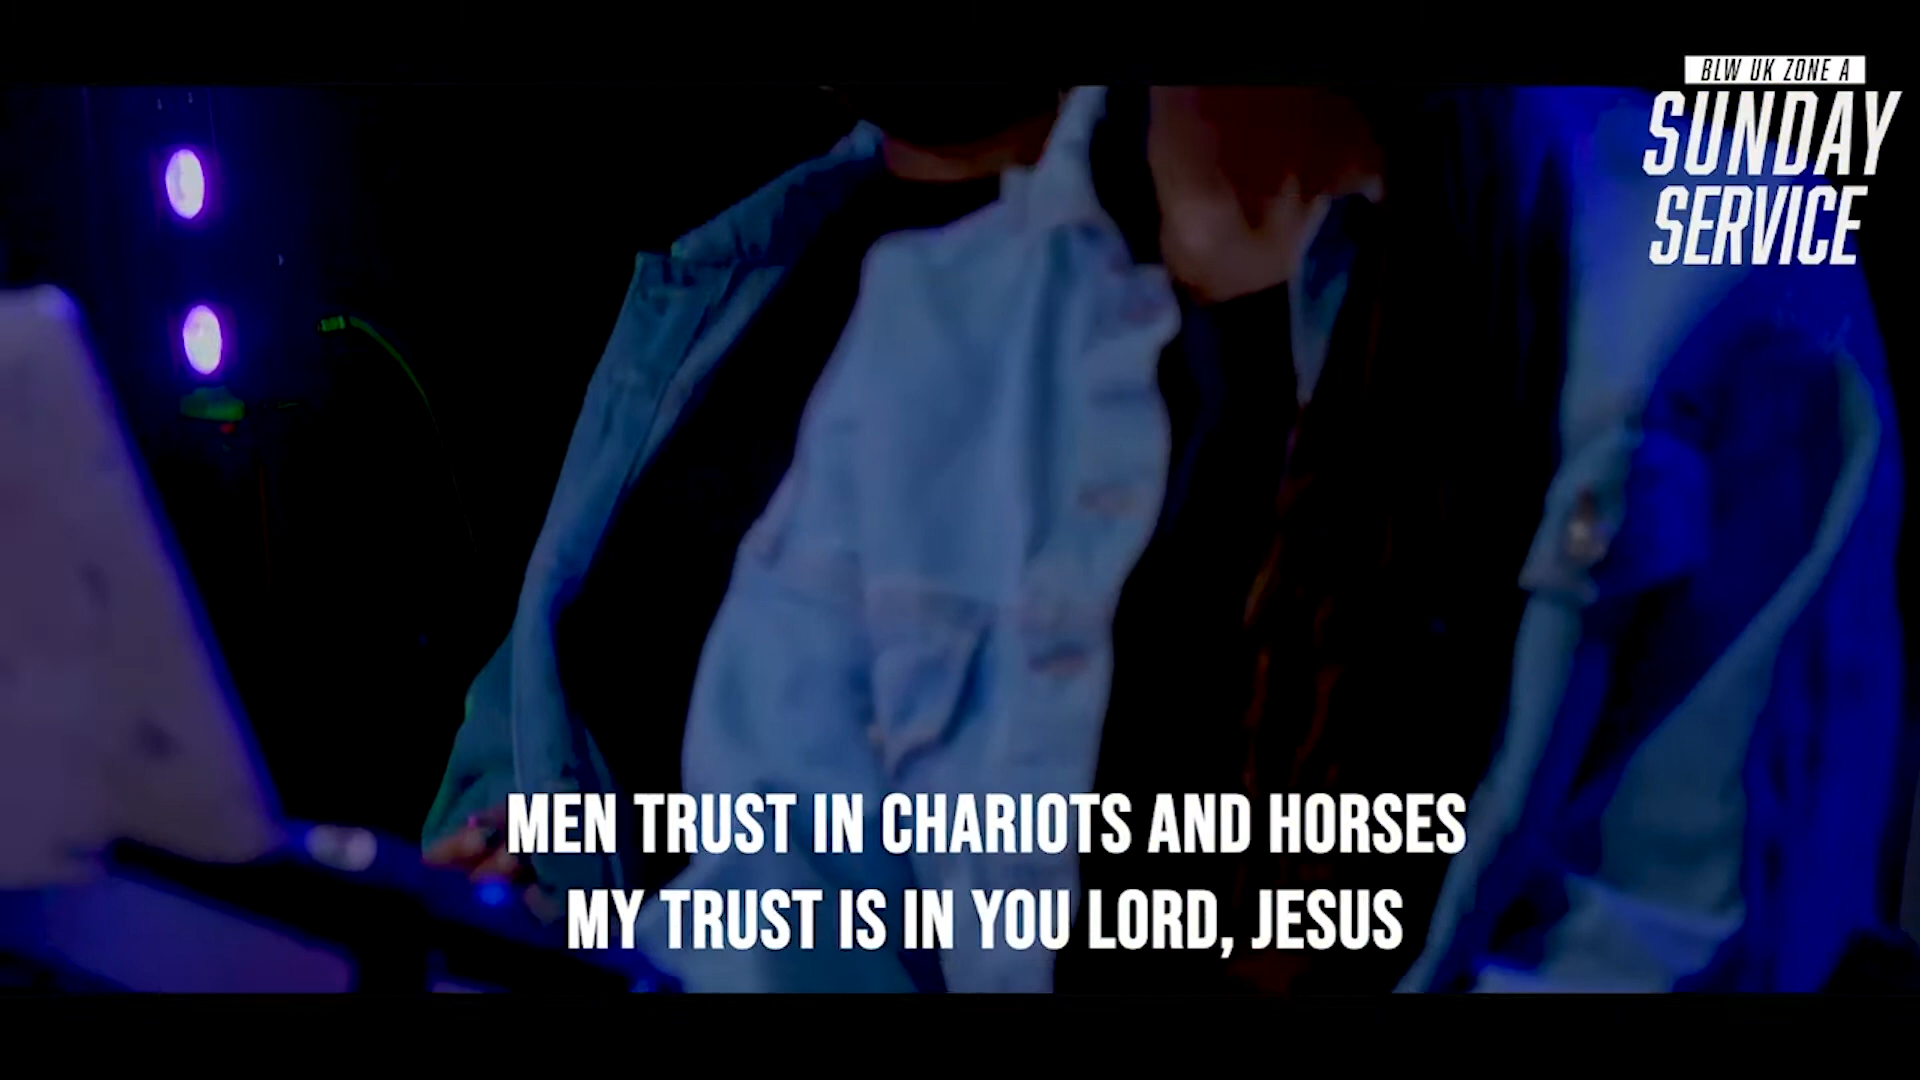 BLW UK ZONE A
SUNDAY
SERVICE
MEN TRUST IN CHARIOTS AND HORSES
MY TRUST IS IN YOU LORD, JESUS